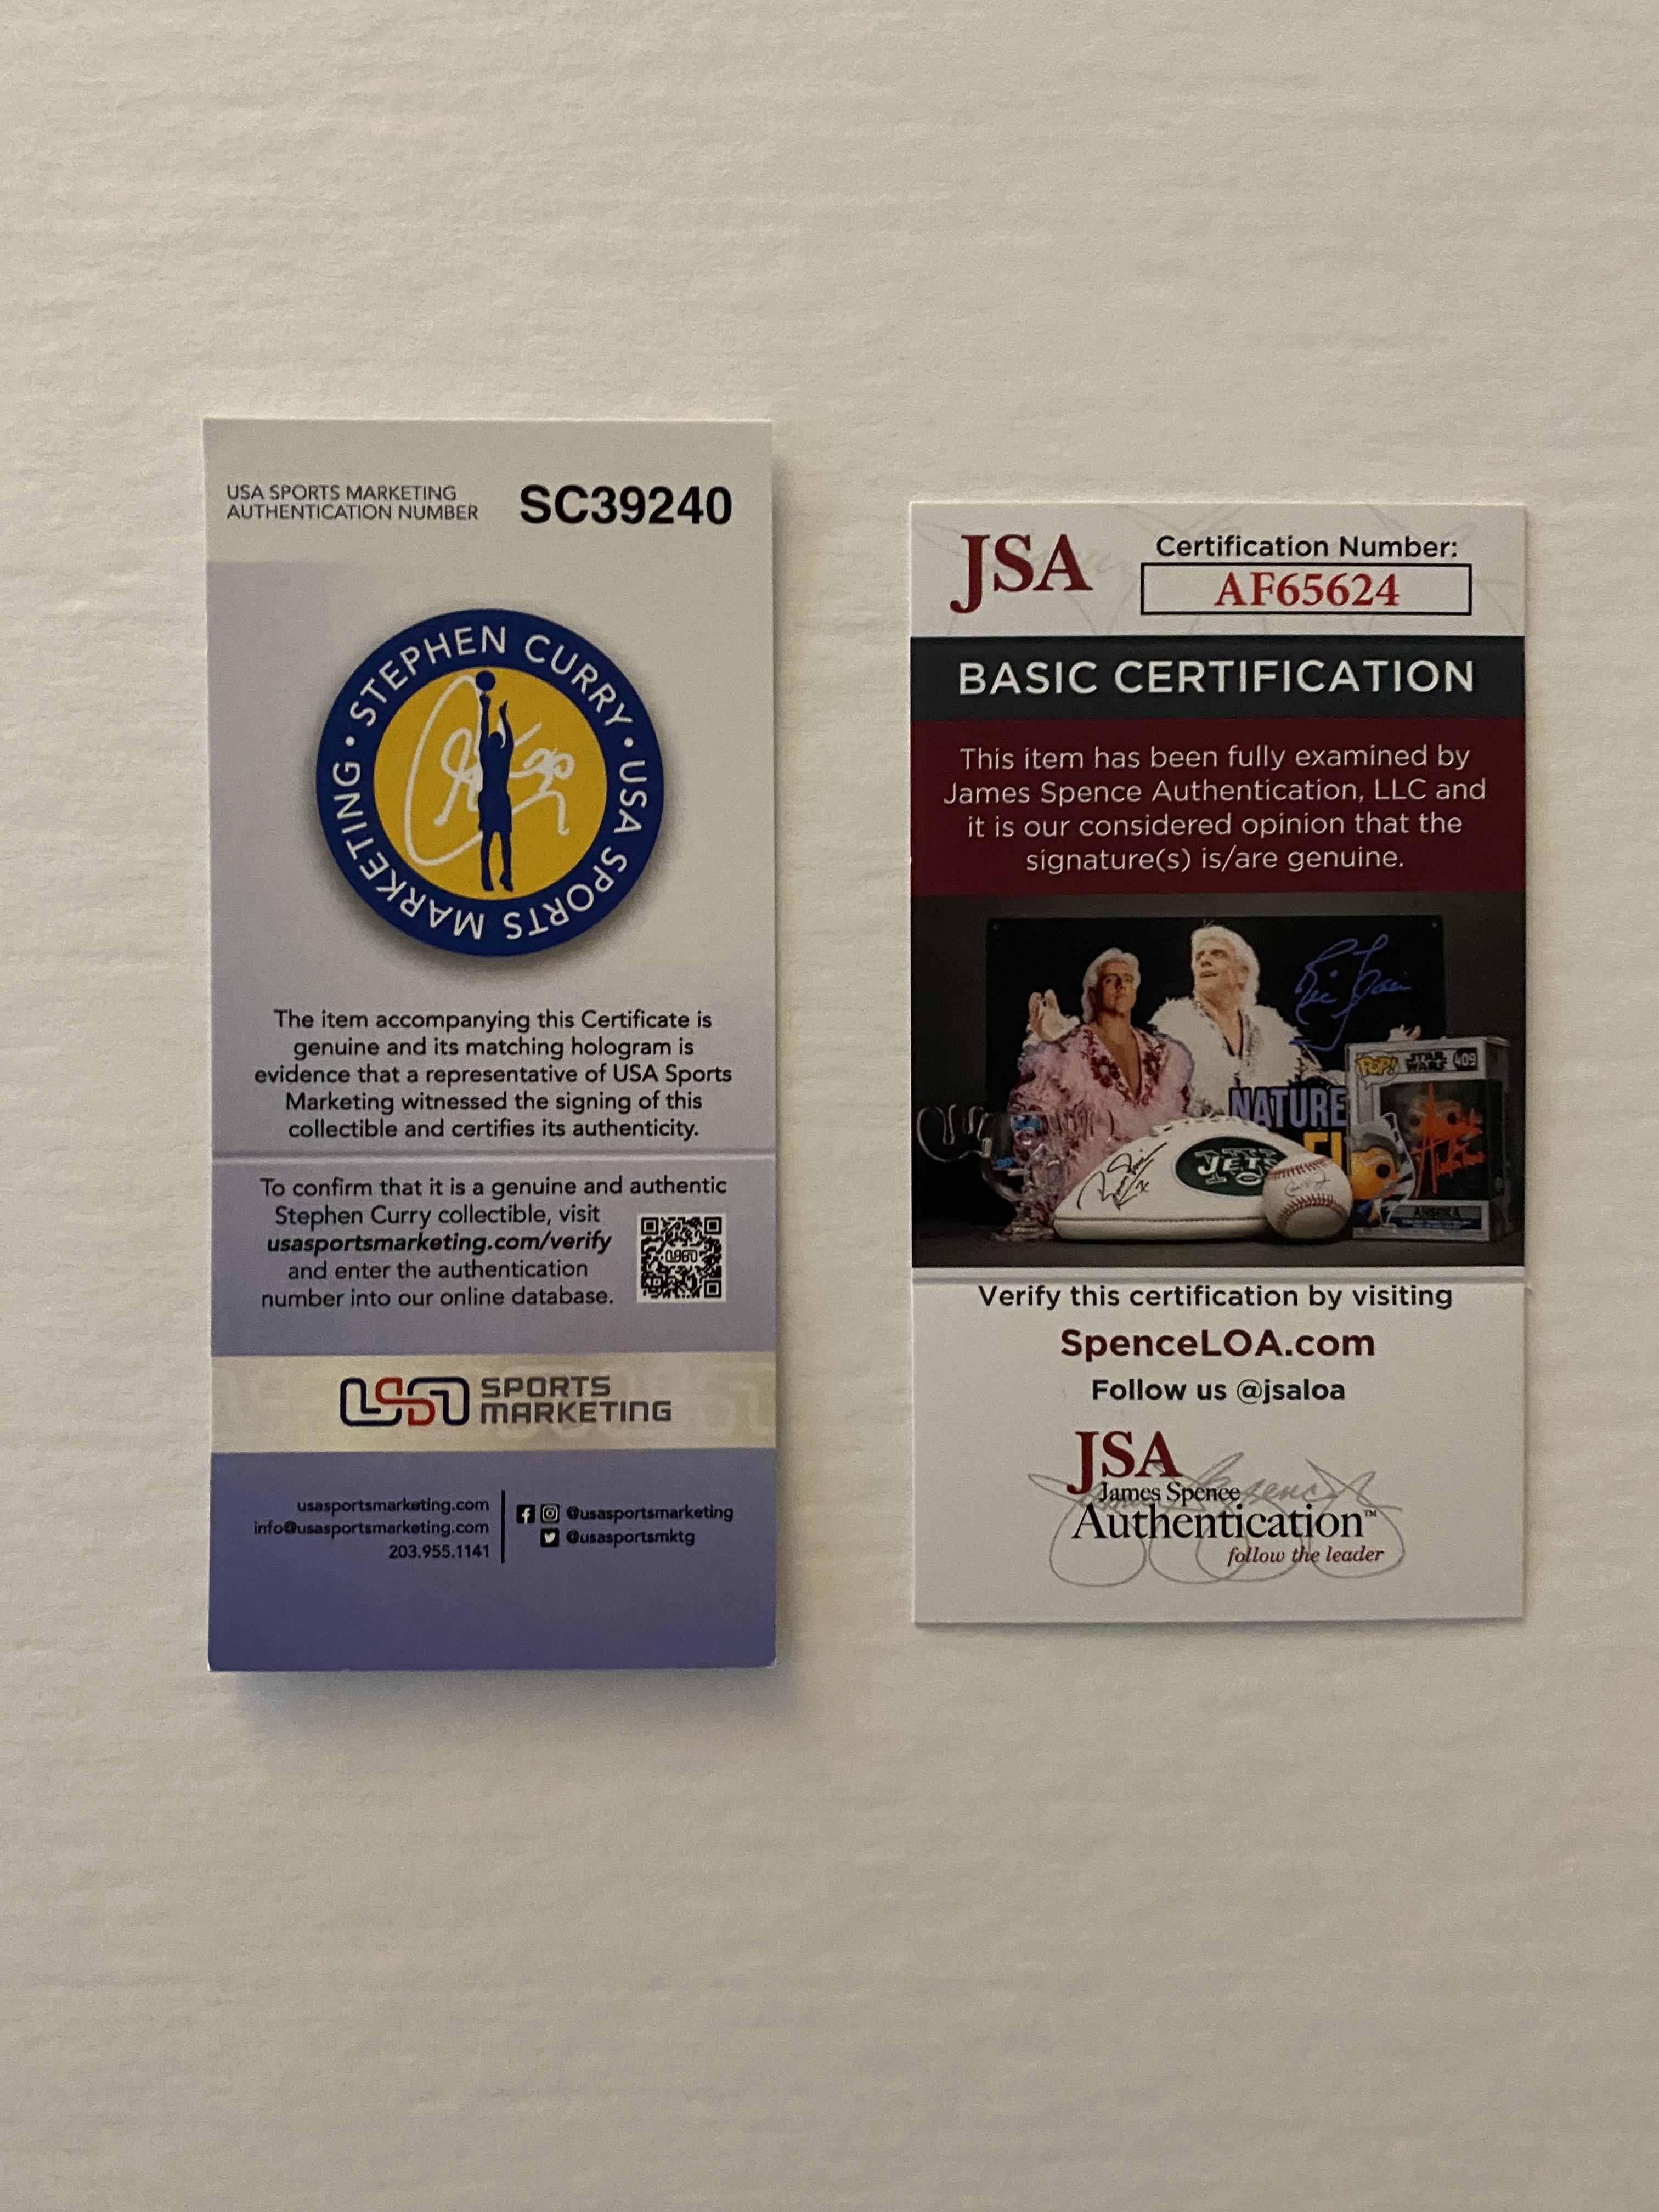 USA SPORTS MARKETING
AUTHENTICATION NUMBER
SC39240
STEPHEN CURRY • USA SPORTS MARKETING •
The item accompanying this Certificate is
genuine and its matching hologram is
evidence that a representative of USA Sports
Marketing witnessed the signing of this
collectible and certifies its authenticity.
To confirm that it is a genuine and authentic
Stephen Curry collectible, visit
usasportsmarketing.com/verify
and enter the authentication
number into our online database.
USA
USA SPORTS
MARKETING
usasportsmarketing.com
info@usasportsmarketing.com
203.955.1141
@usasportsmarketing
@usasportsmktg
JSA
Certification Number:
AF65624
BASIC CERTIFICATION
This item has been fully examined by
James Spence Authentication, LLC and
it is our considered opinion that the
signature(s) is/are genuine.
NATURE
JETS
POP!
STAR
WARS
409
AHSOKA
Verify this certification by visiting
SpenceLOA.com
Follow us @jsaloa
JSA
James Spence
Authentication™
follow the leader